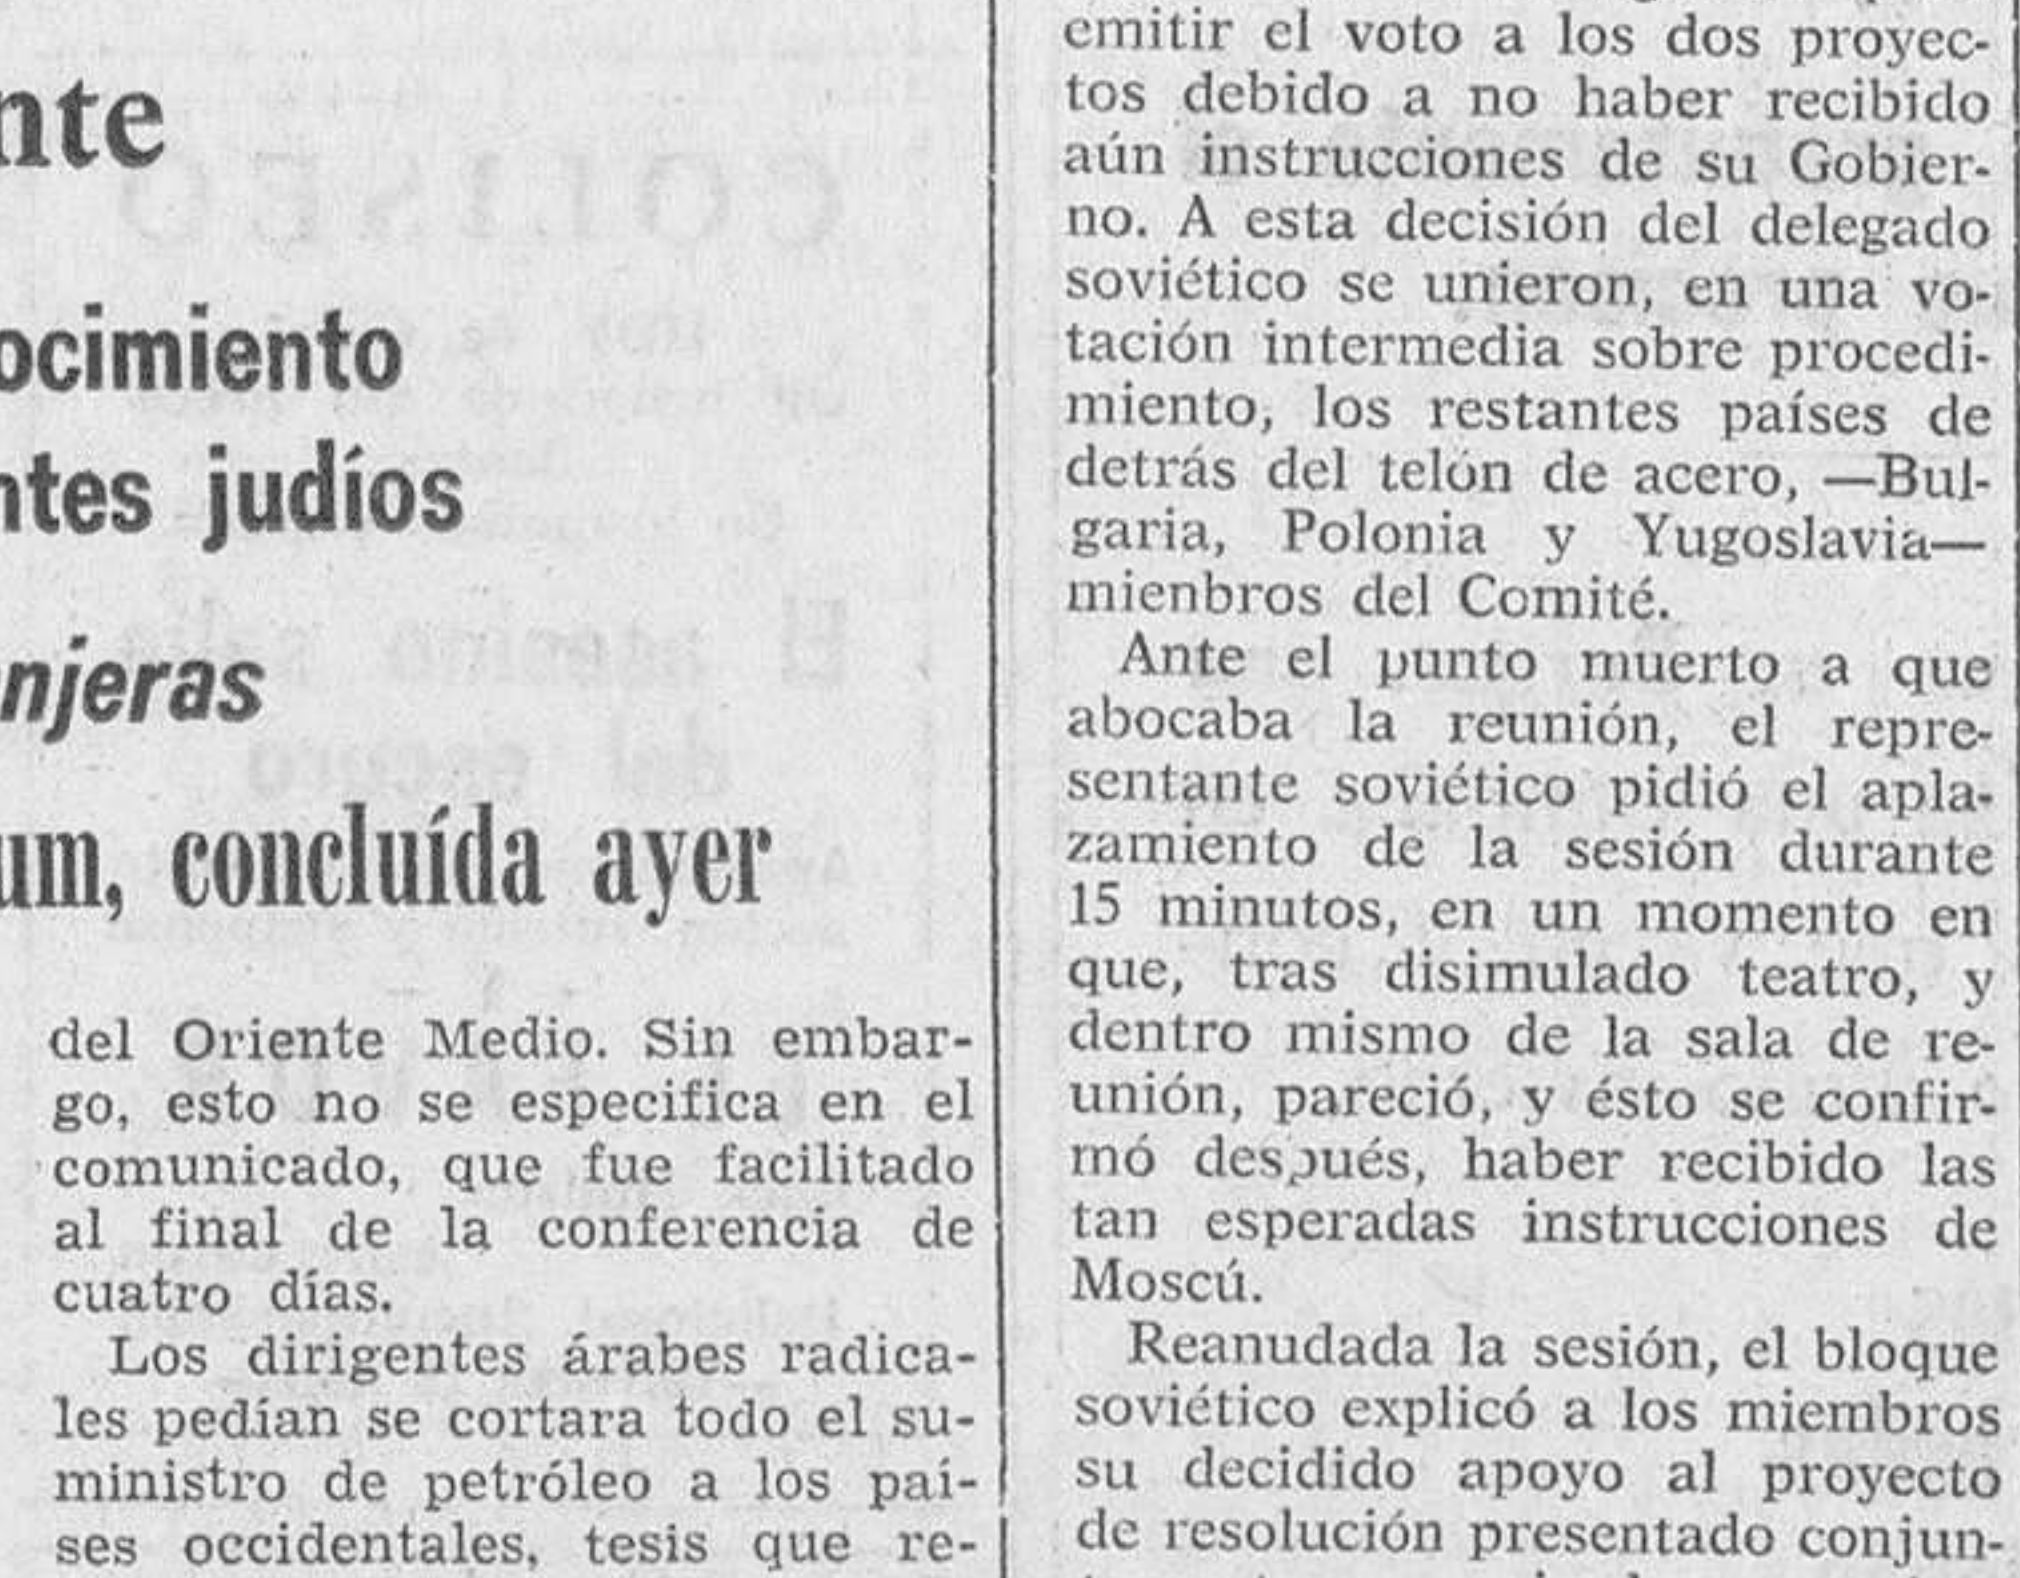 nte
ocimiento
ntes judíos
njeras
um, concluída ayer
del Oriente Medio. Sin embar-
go, esto no se especifica en el
comunicado, que fue facilitado
al final de la conferencia de
cuatro días.
Los dirigentes árabes radica-
les pedían se cortara todo el su-
ministro de petróleo a los paí-
ses occidentales, tesis que re-
emitir el voto a los dos proyec-
tos debido a no haber recibido
aún instrucciones de su Gobier-
no. A esta decisión del delegado
soviético se unieron, en una vo-
tación intermedia sobre procedi-
miento, los restantes países de
detrás del telón de acero, —Bul-
garia, Polonia y Yugoslavia—
mienbros del Comité.
Ante el punto muerto a que
abocaba la reunión, el repre-
sentante soviético pidió el apla-
zamiento de la sesión durante
15 minutos, en un momento en
que, tras disimulado teatro, y
dentro mismo de la sala de re-
unión, pareció, y ésto se confir-
mó después, haber recibido las
tan esperadas instrucciones de
Moscú.
Reanudada la sesión, el bloque
soviético explicó a los miembros
su decidido apoyo al proyecto
de resolución presentado conjun-